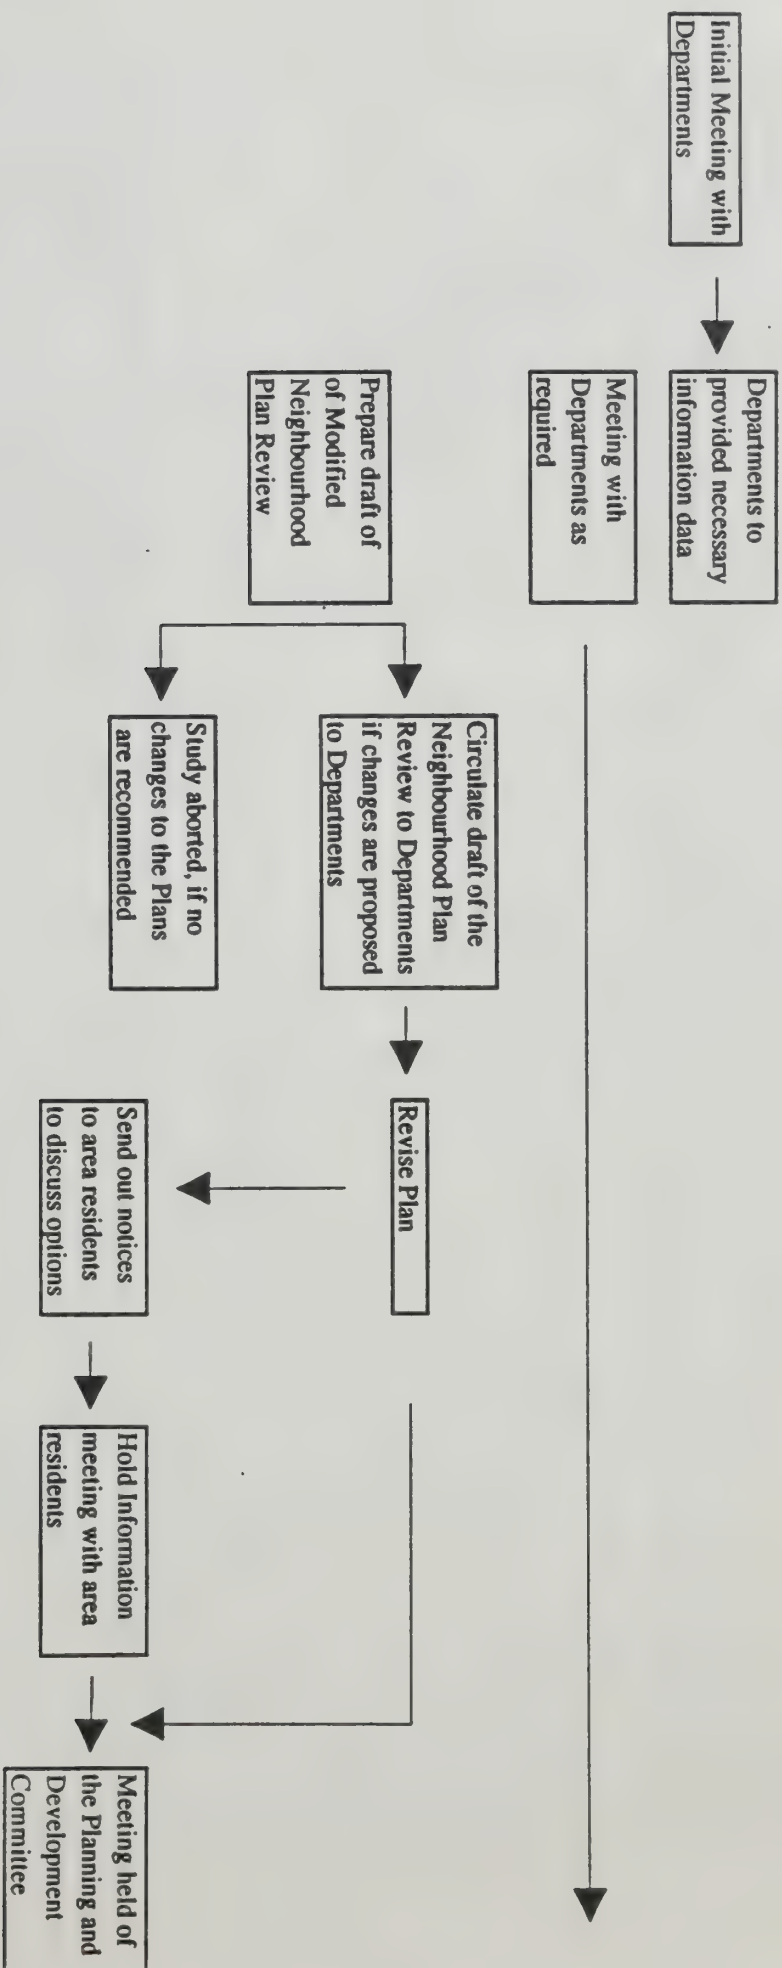 Initial Meeting with
Departments
Departments to
provided necessary
information data
Meeting with
Departments as
required
Prepare draft of
of Modified
Neighbourhood
Plan Review
Circulate draft of the
Neighbourhood Plan
Review to Departments
if changes are proposed
to Departments
Study aborted, if no
changes to the Plans
are recommended
Revise Plan
Send out notices
to area residents
to discuss options
Hold Information
meeting with area
residents
Meeting held of
the Planning and
Development
Committee